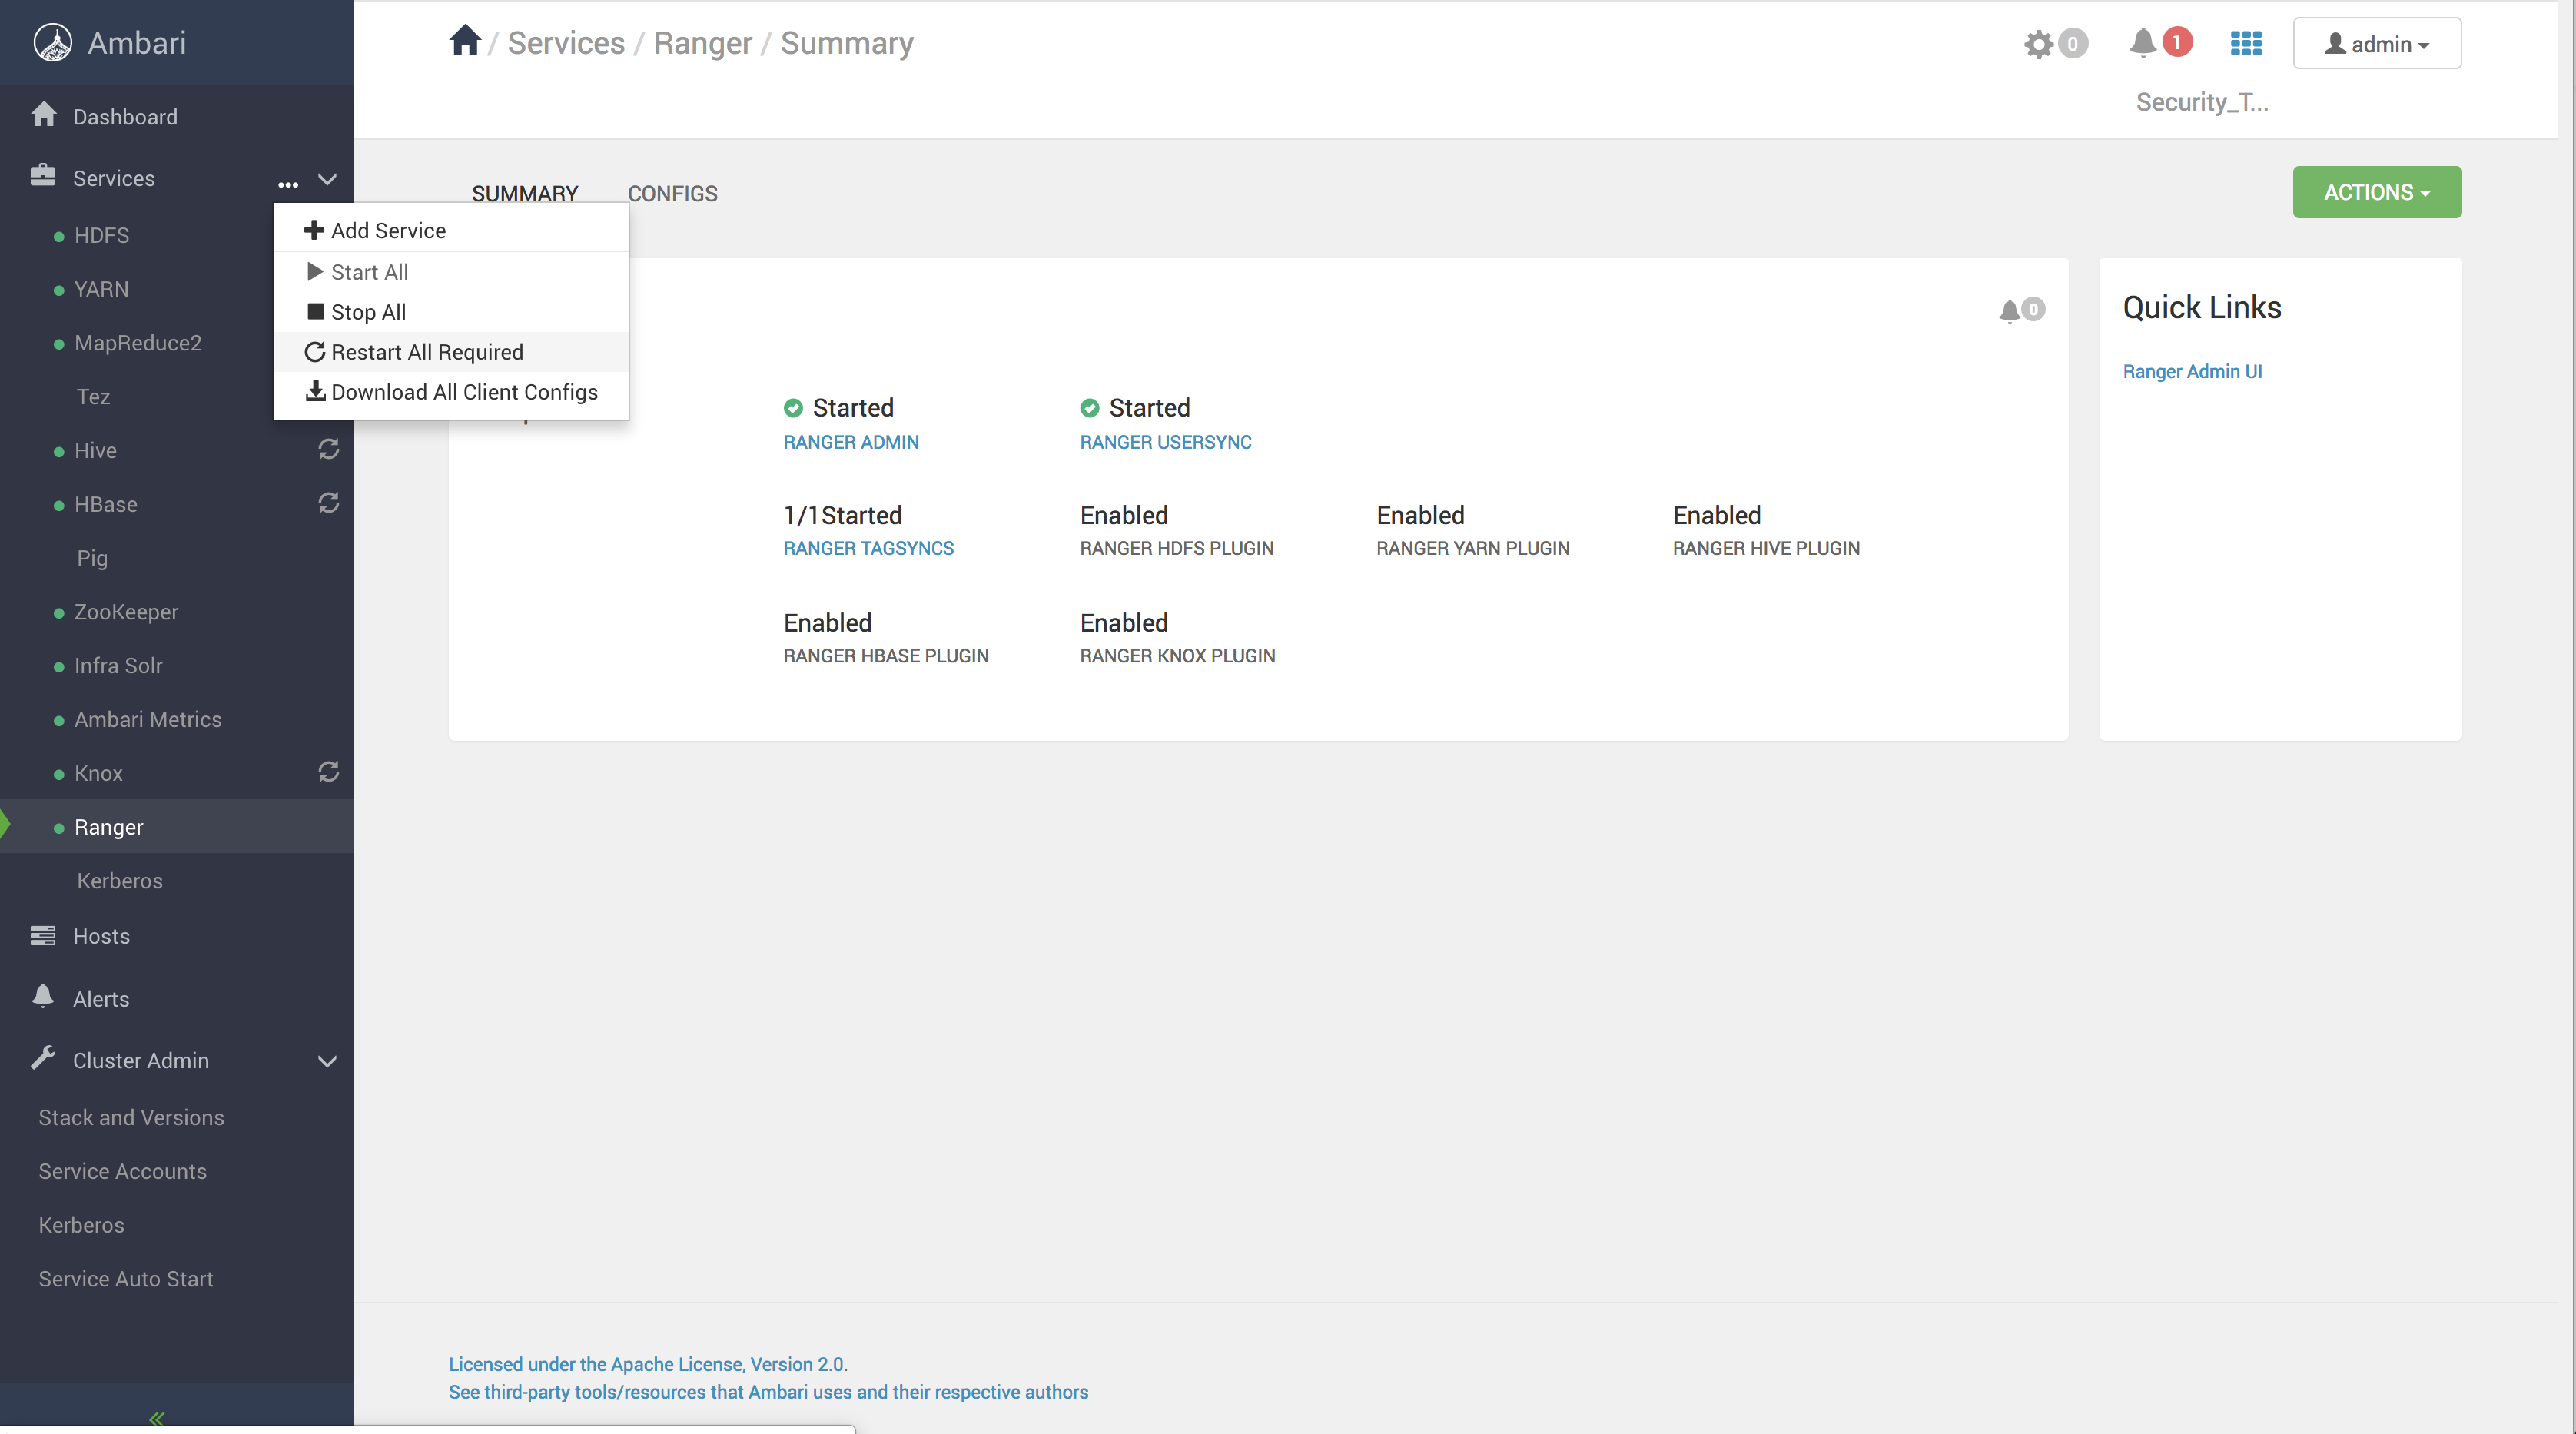 Ambari
/ Services / Ranger / Summary
0
1
admin
Security_T...
Dashboard
Services
...
SUMMARY
CONFIGS
ACTIONS
Add Service
Start All
Stop All
Restart All Required
Download All Client Configs
HDFS
YARN
MapReduce2
Tez
Hive
HBase
Pig
ZooKeeper
Infra Solr
Ambari Metrics
Knox
Ranger
Kerberos
Hosts
Alerts
Cluster Admin
Stack and Versions
Service Accounts
Kerberos
Service Auto Start
0
Started
Started
RANGER ADMIN
RANGER USERSYNC
1/1Started
Enabled
Enabled
Enabled
RANGER TAGSYNCS
RANGER HDFS PLUGIN
RANGER YARN PLUGIN
RANGER HIVE PLUGIN
Enabled
Enabled
RANGER HBASE PLUGIN
RANGER KNOX PLUGIN
Quick Links
Ranger Admin UI
Licensed under the Apache License, Version 2.0.
See third-party tools/resources that Ambari uses and their respective authors